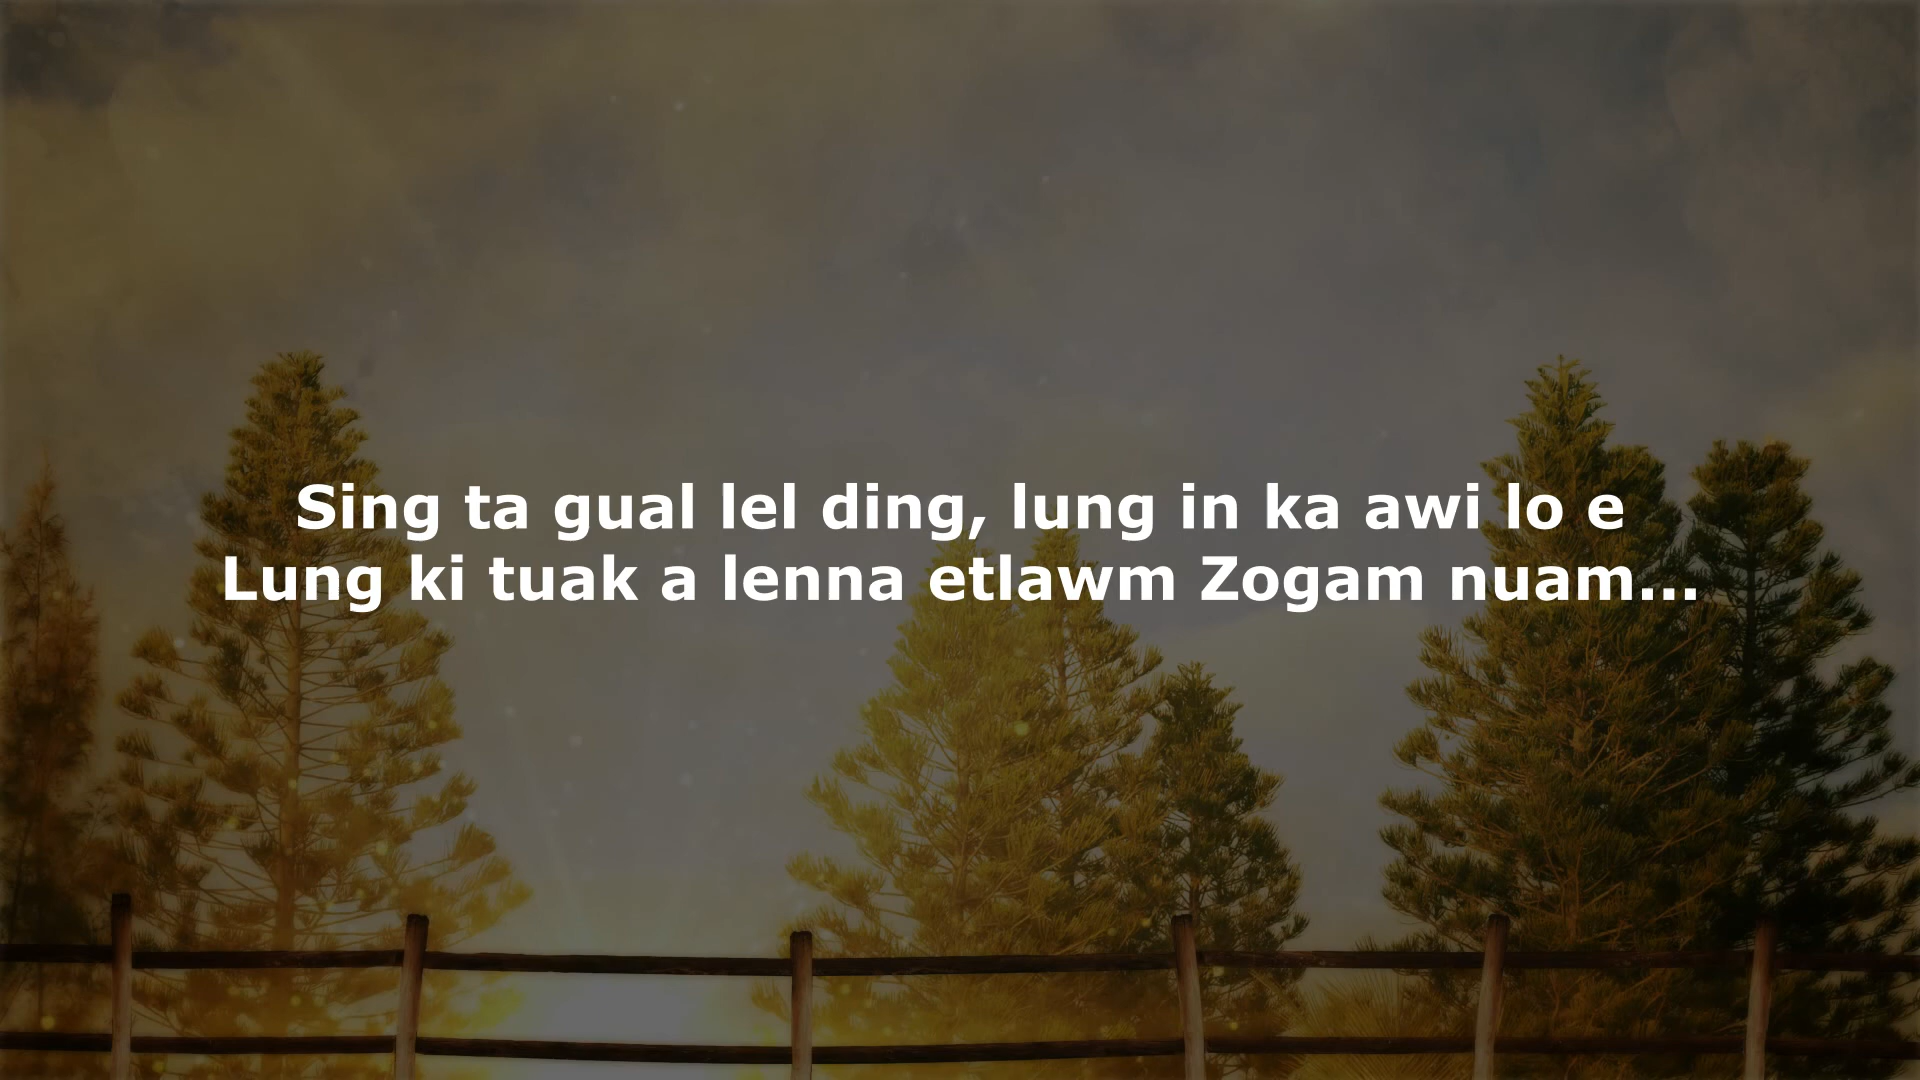 Sing ta gual lel ding, lung in ka awi lo e
Lung ki tuak a lenna etlawm Zogam nuam...